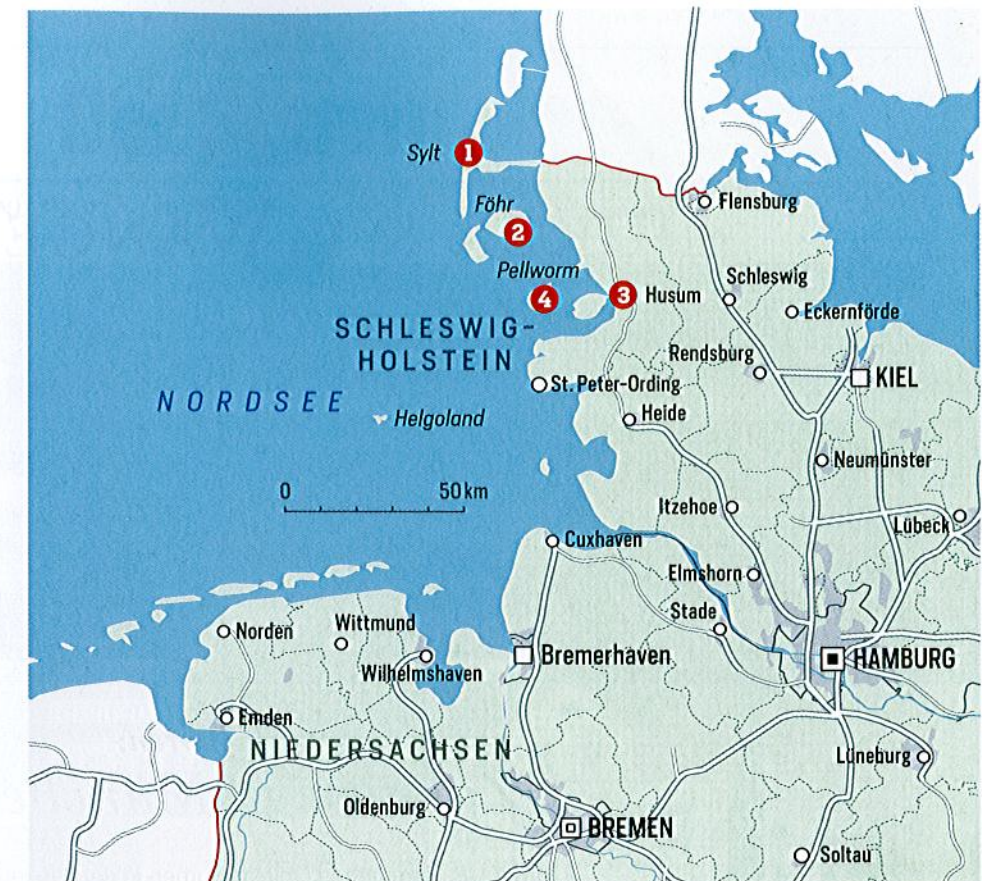 Sylt 1
Föhr
2
Flensburg
Pellworm
4
3 Husum
Schleswig
Eckernförde
SCHLESWIG-
HOLSTEIN
Rendsburg
KIEL
St. Peter-Ording
NORDSEE
Helgoland
Heide
Neumünster
0 50 km
Itzehoe
Lübeck
Cuxhaven
Elmshorn
Stade
Norden
Wittmund
Wilhelmshaven
Bremerhaven
HAMBURG
Emden
NIEDERSACHSEN
Lüneburg
Oldenburg
BREMEN
Soltau